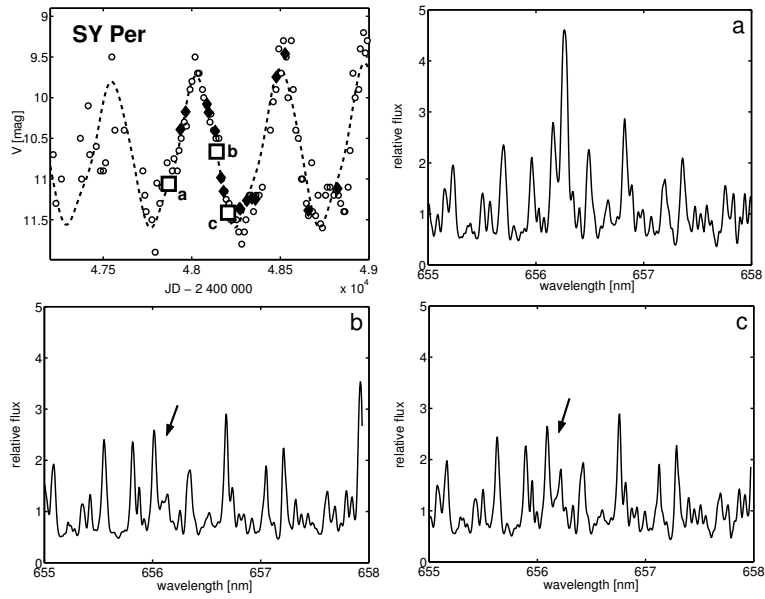 SY Per
V [mag]
9
9.5
10
10.5
11
11.5
a
b
c
4.75
4.8
4.85
4.9
JD − 2 400 000
x 10⁴
a
relative flux
5
4
3
2
1
0
655
656
657
658
wavelength [nm]
b
relative flux
5
4
3
2
1
0
655
656
657
658
wavelength [nm]
c
relative flux
5
4
3
2
1
0
655
656
657
658
wavelength [nm]